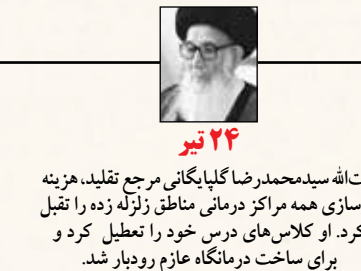 ۲۴ تیر
ت‌الله سیدمحمدرضا گلپایگانی مرجع تقلید، هزینه
سازی همه مراکز درمانی مناطق زلزله زده را تقبل
کرد. او کلاس‌های درس خود را تعطیل کرد و
برای ساخت درمانگاه عازم رودبار شد.